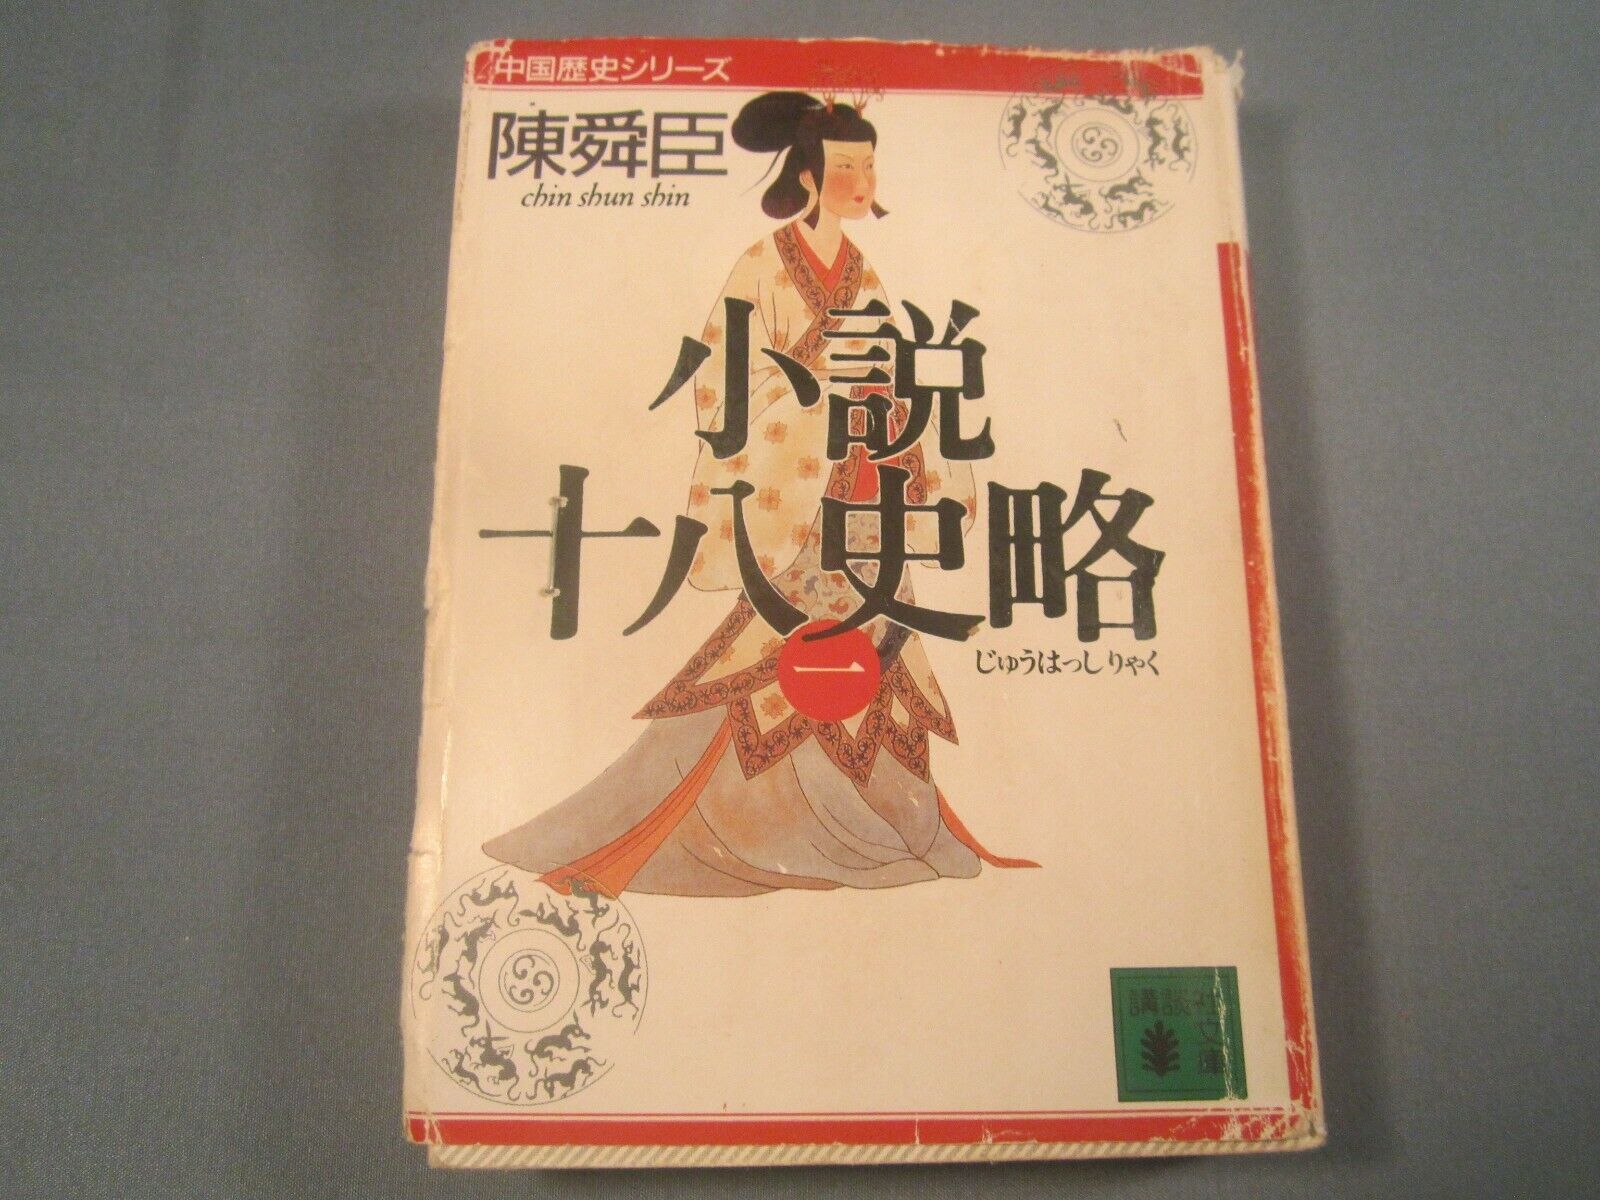 中国歴史シリーズ
陳舜臣
chin shun shin
小説
十八史略
じゅうはっしりゃく
一
講談社
文庫